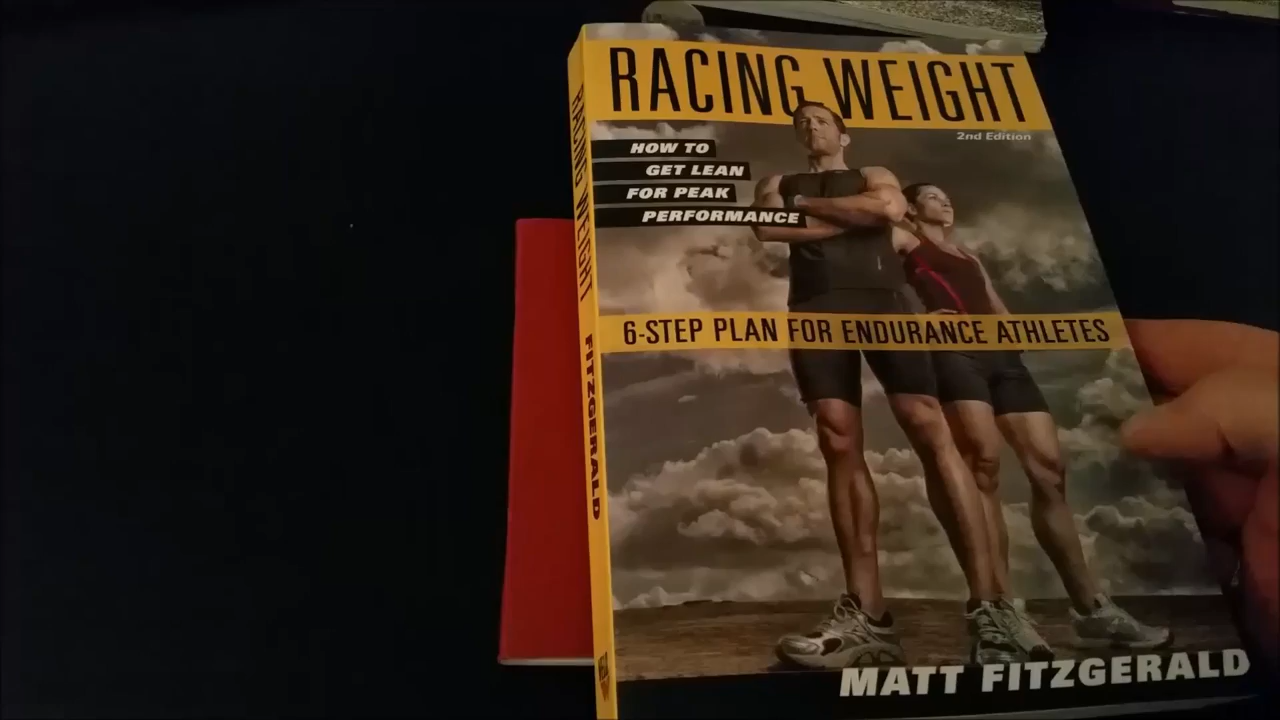 RACING WEIGHT
2nd Edition
HOW TO
GET LEAN
FOR PEAK
PERFORMANCE
6-STEP PLAN FOR ENDURANCE ATHLETES
MATT FITZGERALD
RACING WEIGHT FITZGERALD